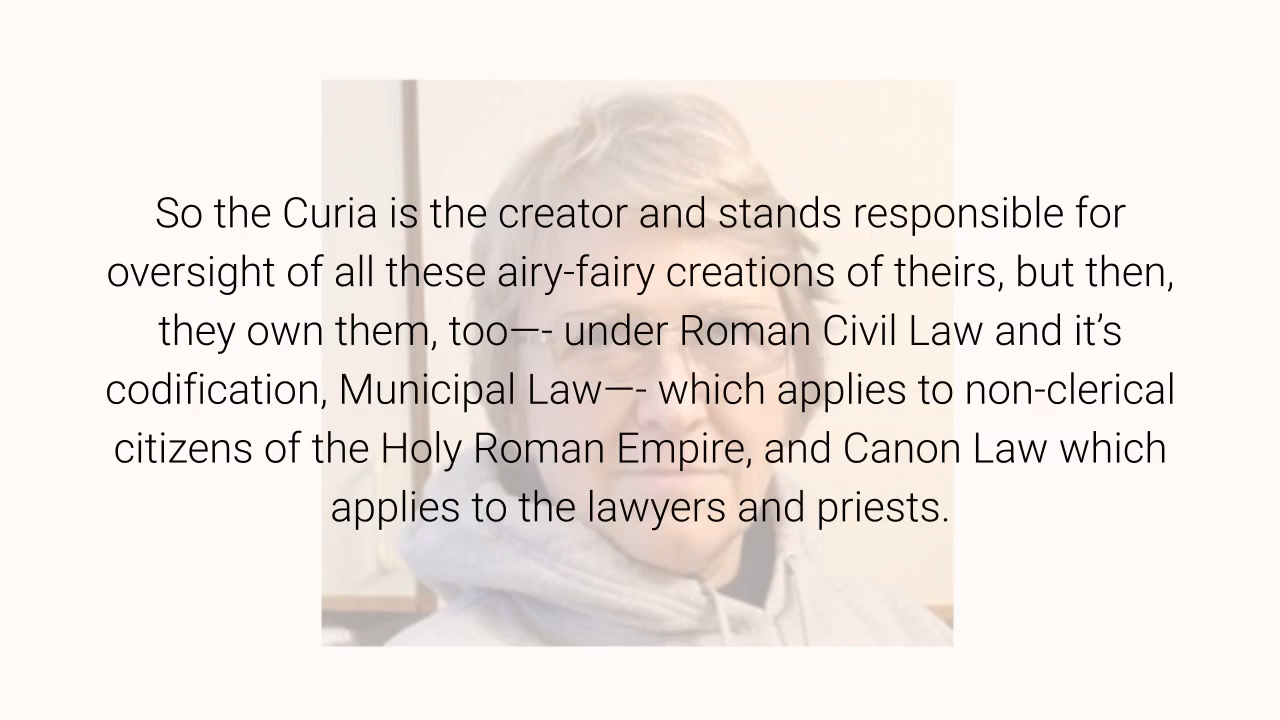 So the Curia is the creator and stands responsible for
oversight of all these airy-fairy creations of theirs, but then,
they own them, too—- under Roman Civil Law and it’s
codification, Municipal Law—- which applies to non-clerical
citizens of the Holy Roman Empire, and Canon Law which
applies to the lawyers and priests.